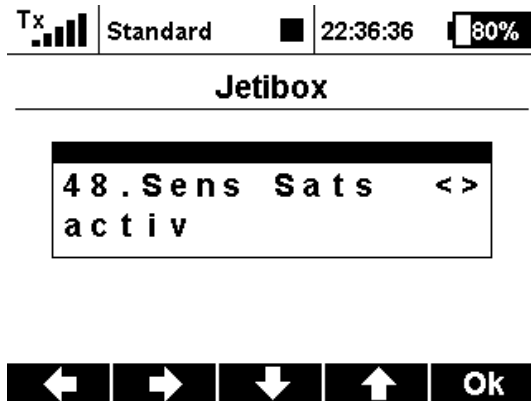 Tx Standard 22:36:36 80%
Jetibox
48.Sens Sats <>
activ
Ok